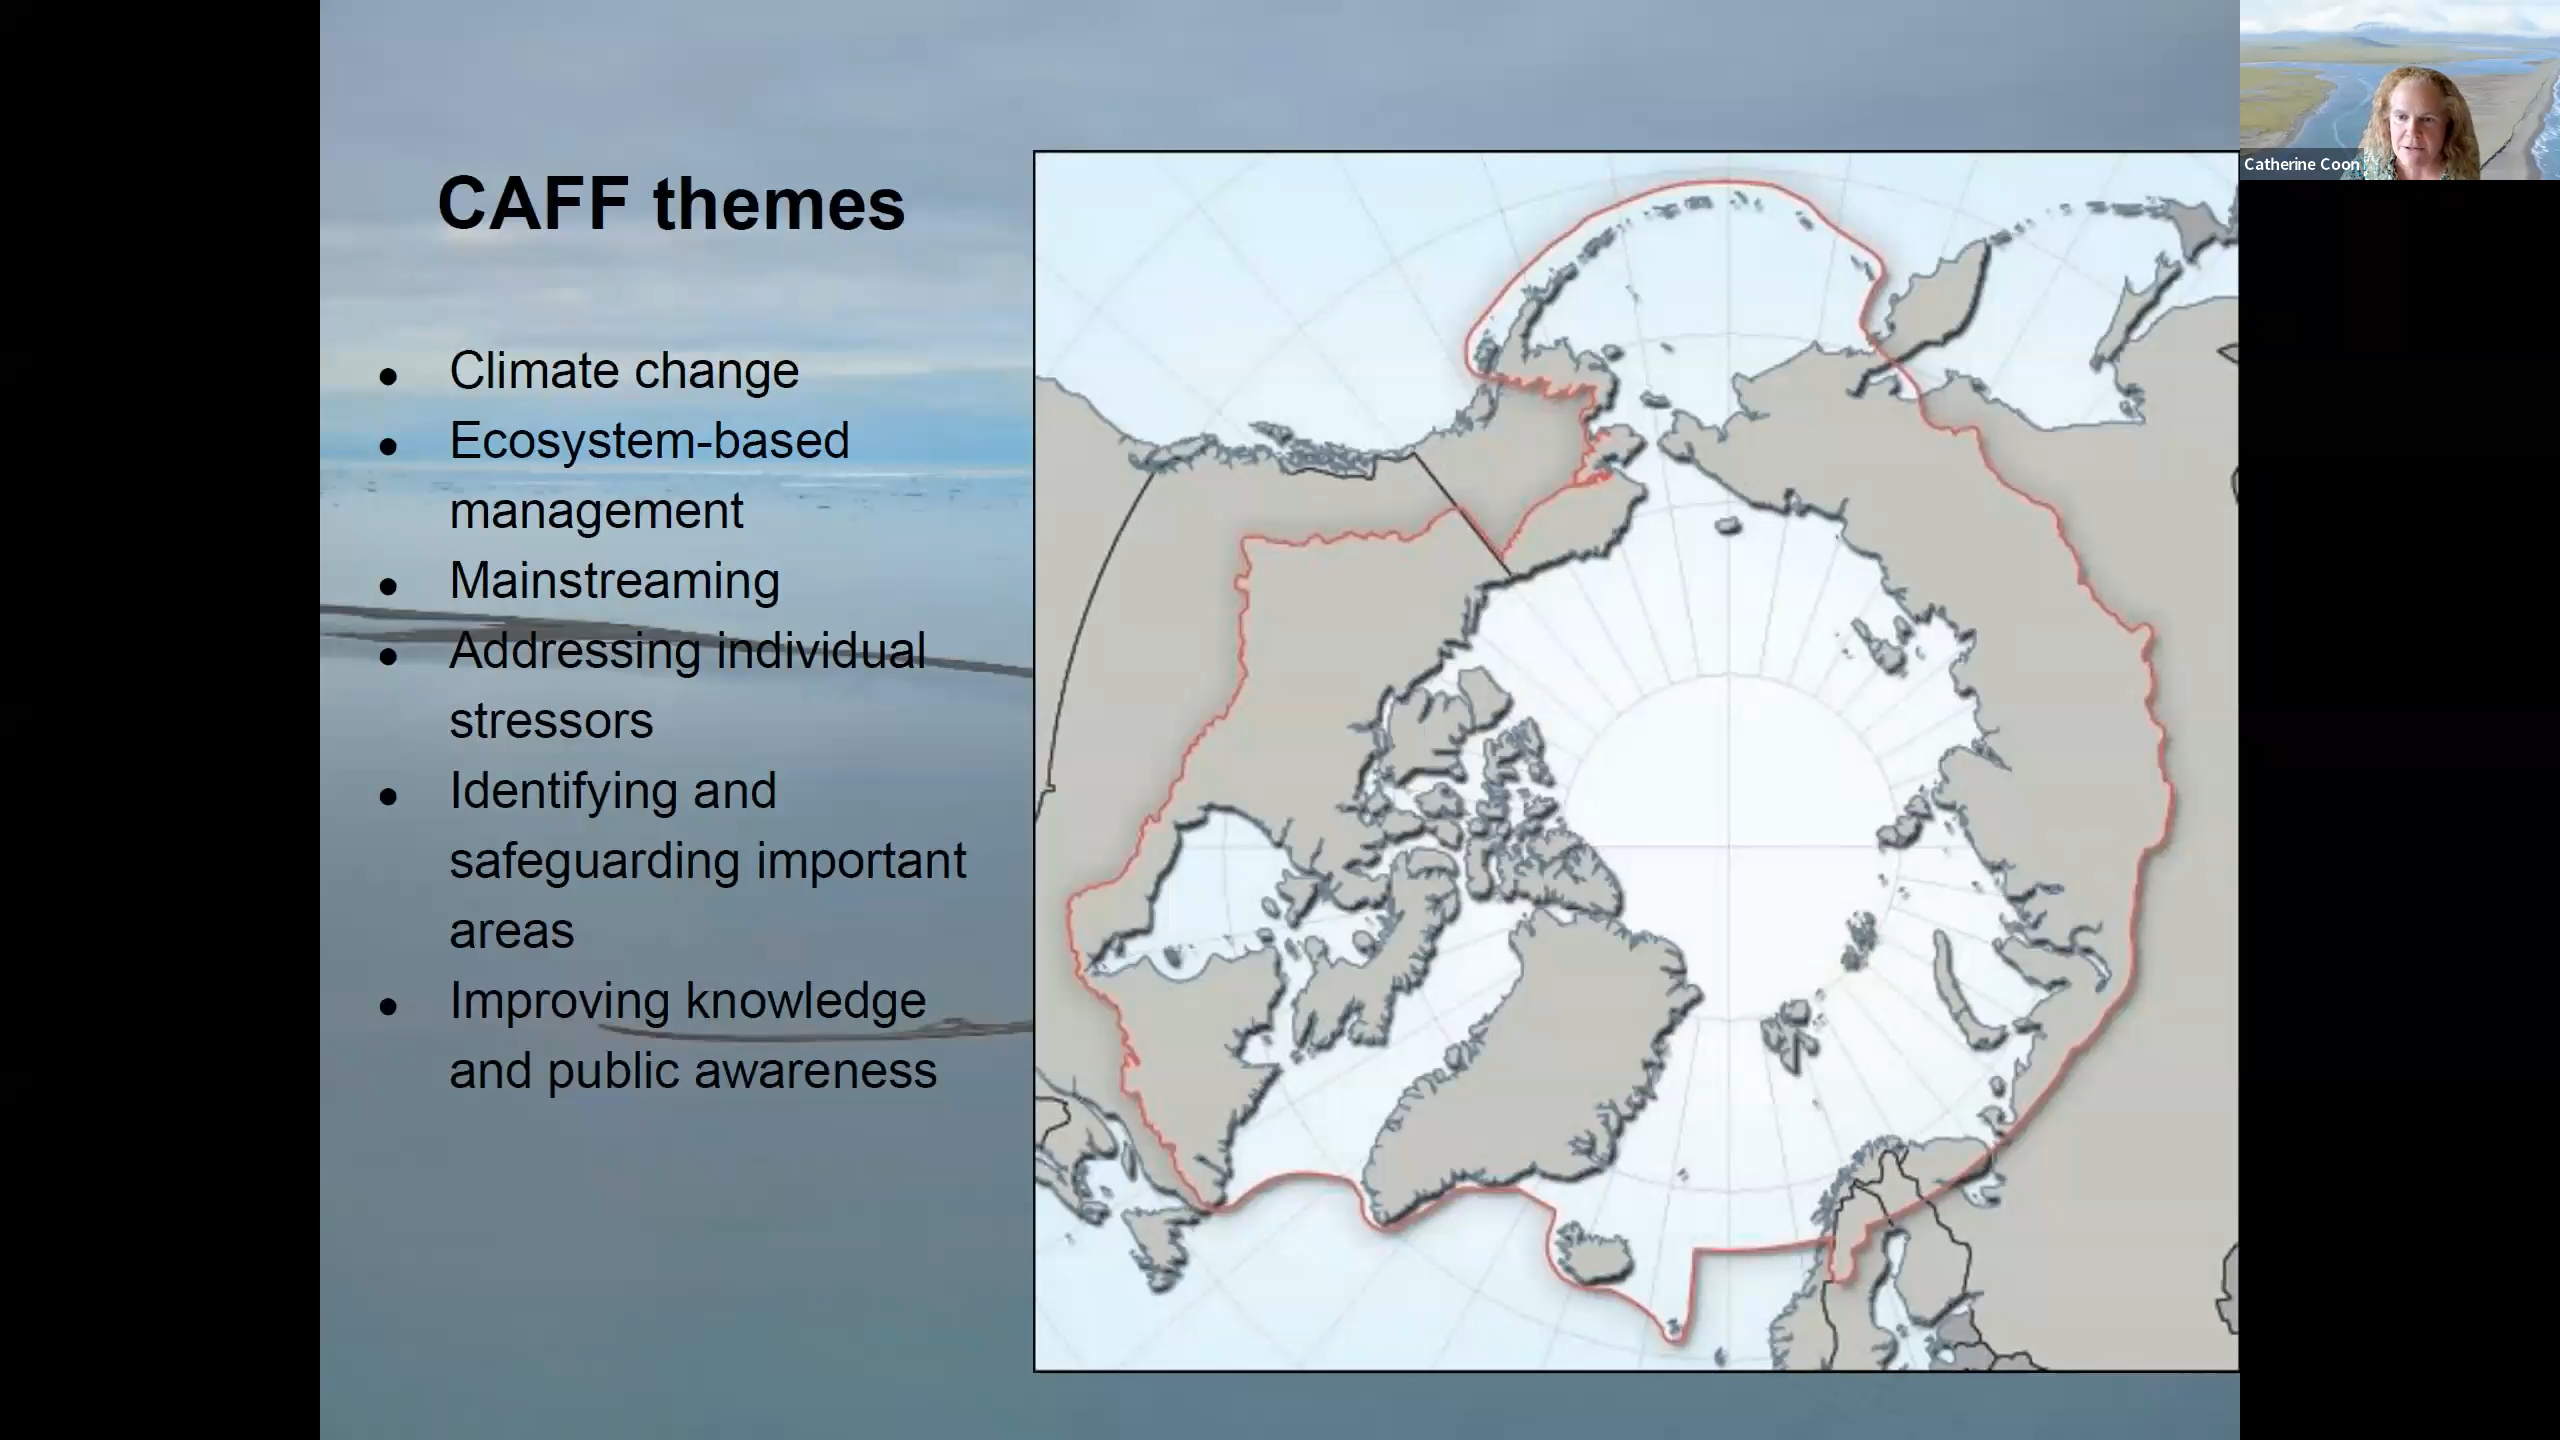 CAFF themes
● Climate change
● Ecosystem-based
management
● Mainstreaming
● Addressing individual
stressors
● Identifying and
safeguarding important
areas
● Improving knowledge
and public awareness
Catherine Coon